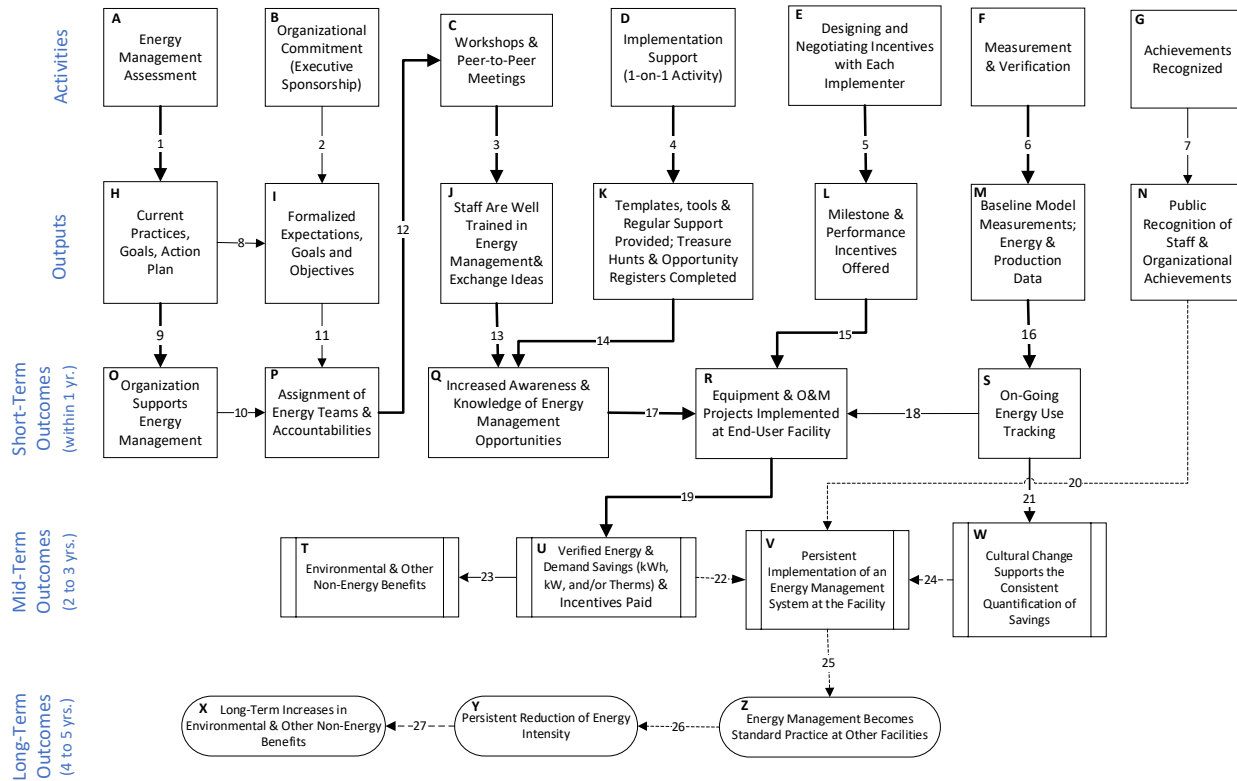 Activities
A
Energy
Management
Assessment
B
Organizational
Commitment
(Executive
Sponsorship)
C
Workshops &
Peer-to-Peer
Meetings
D
Implementation
Support
(1-on-1 Activity)
E
Designing and
Negotiating Incentives
with Each
Implementer
F
Measurement
& Verification
G
Achievements
Recognized
1
2
3
4
5
6
7
Outputs
H
Current
Practices,
Goals, Action
Plan
8
I
Formalized
Expectations,
Goals and
Objectives
12
J
Staff Are Well
Trained in
Energy
Management&
Exchange Ideas
K
Templates, tools &
Regular Support
Provided; Treasure
Hunts & Opportunity
Registers Completed
L
Milestone &
Performance
Incentives
Offered
M
Baseline Model
Measurements;
Energy &
Production
Data
N
Public
Recognition of
Staff &
Organizational
Achievements
9
11
13
14
15
16
Short-Term
Outcomes
(within 1 yr.)
O
Organization
Supports
Energy
Management
10
P
Assignment of
Energy Teams &
Accountabilities
Q
Increased Awareness &
Knowledge of Energy
Management
Opportunities
17
R
Equipment & O&M
Projects Implemented
at End-User Facility
18
S
On-Going
Energy Use
Tracking
19
20
21
Mid-Term
Outcomes
(2 to 3 yrs.)
T
Environmental & Other
Non-Energy Benefits
23
U
Verified Energy &
Demand Savings (kWh,
kW, and/or Therms) &
Incentives Paid
22
V
Persistent
Implementation of an
Energy Management
System at the Facility
24
W
Cultural Change
Supports the
Consistent
Quantification of
Savings
25
Long-Term
Outcomes
(4 to 5 yrs.)
X
Long-Term Increases in
Environmental & Other Non-Energy
Benefits
27
Y
Persistent Reduction of Energy
Intensity
26
Z
Energy Management Becomes
Standard Practice at Other Facilities